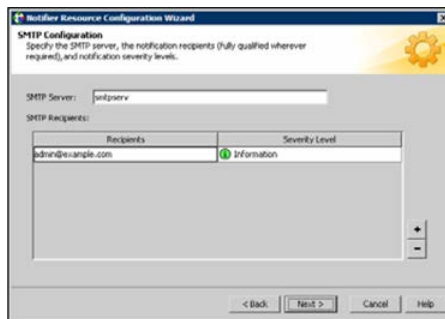 Notifier Resource Configuration Wizard
SMTP Configuration
Specify the SMTP server, the notification recipients (fully qualified wherever
required), and notification severity levels.
SMTP Server: smtpserv
SMTP Recipients:
Recipients Severity Level
admin@example.com Information
+
-
< Back Next > Cancel Help